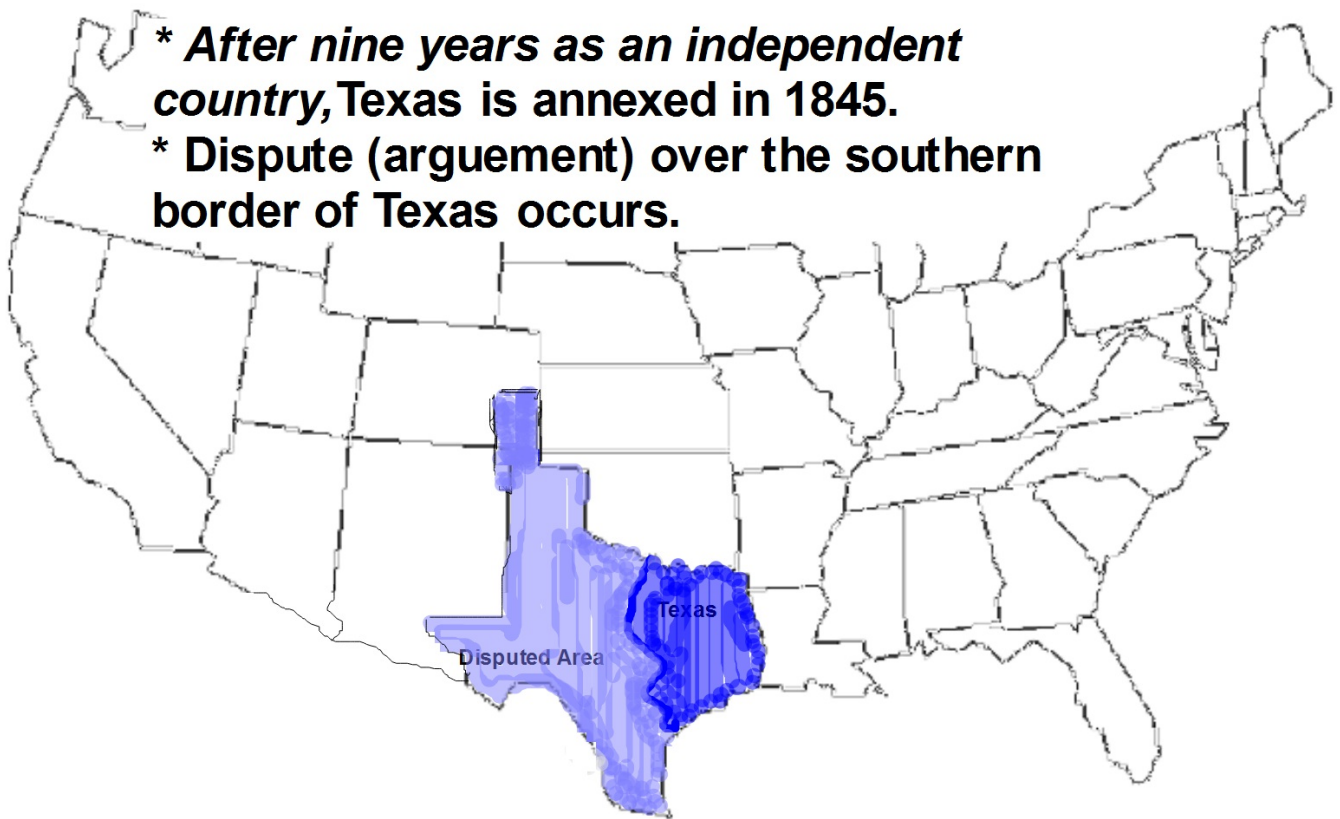 * After nine years as an independent
country,Texas is annexed in 1845.
* Dispute (arguement) over the southern
border of Texas occurs.
Texas
Disputed Area